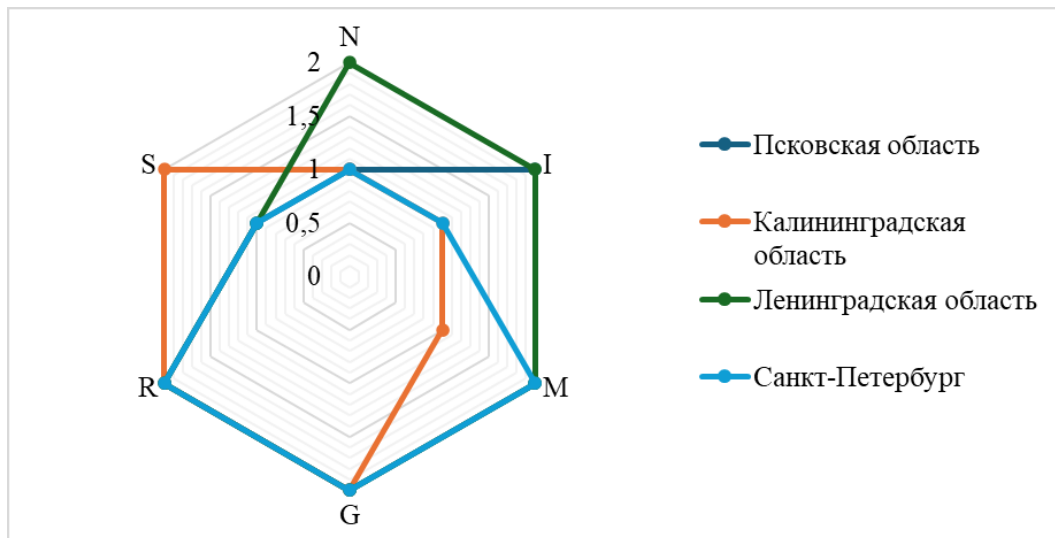 N
2
1,5
S
1
I
0,5
0
R
M
G
Псковская область
Калининградская
область
Ленинградская область
Санкт-Петербург